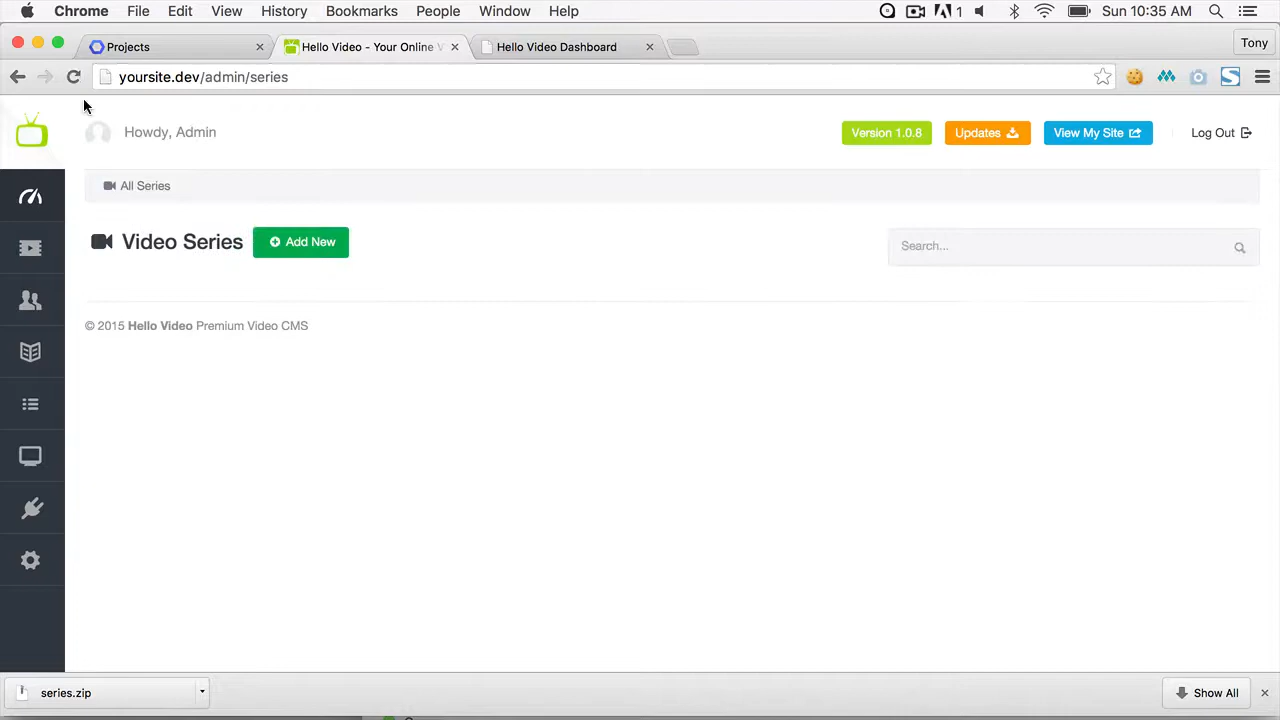 Chrome File Edit View History Bookmarks People Window Help 1 Sun 10:35 AM
Projects Hello Video - Your Online V Hello Video Dashboard Tony
yoursite.dev/admin/series
Howdy, Admin Version 1.0.8 Updates View My Site Log Out
All Series
Video Series Add New Search...
© 2015 Hello Video Premium Video CMS
series.zip Show All